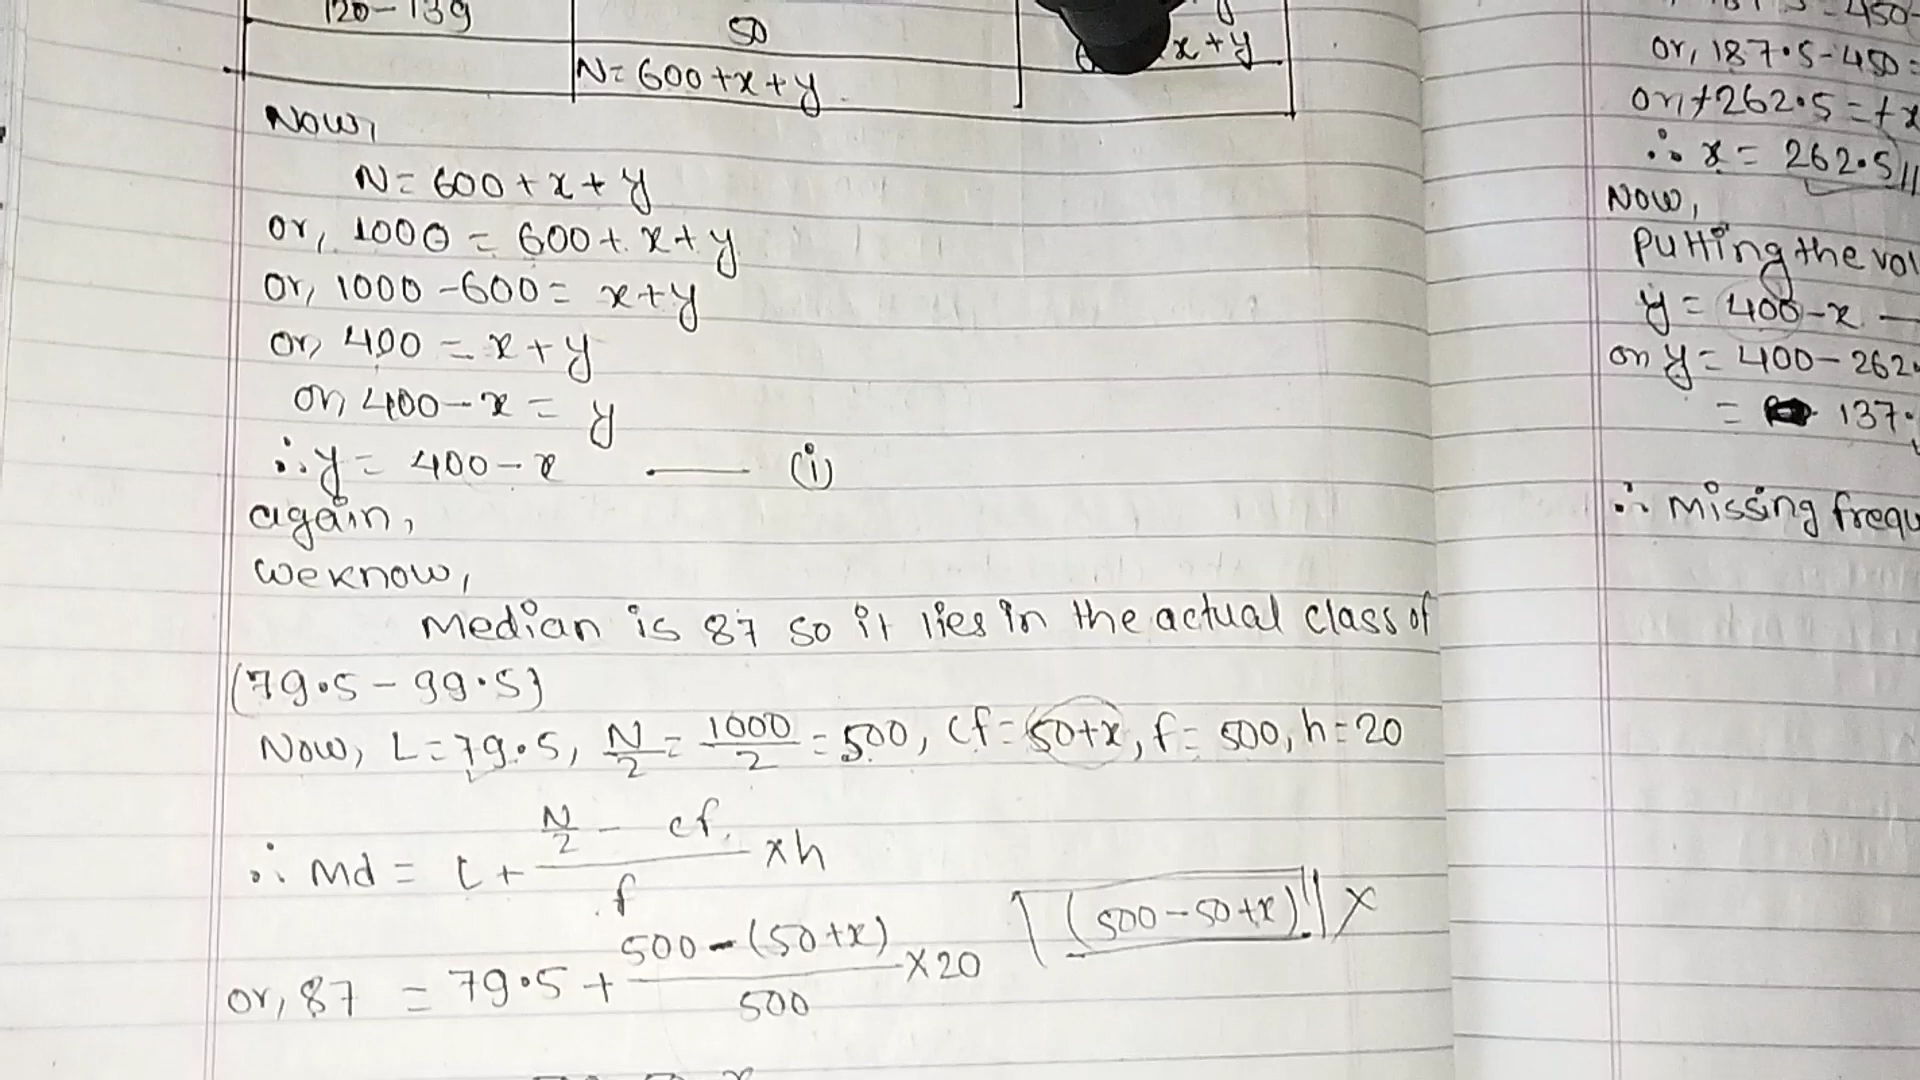 120-139
50
x+y
N=600+x+y
Now,
N=600+x+y
or, 1000 = 600+x+y
or, 1000-600= x+y
or, 400 = x+y
or, 400-x = y
∴ y = 400-x —— (i)
again,
we know,
Median is 87 so it lies in the actual class of
(79.5-99.5)
Now, L=79.5, N/2 = 1000/2 = 500, cf=50+x, f= 500, h=20
∴ Md = L+ (N/2 - cf)/f xh
or, 87 = 79.5+ (500-(50+x))/500 ×20 (500-50+x) X
or, 187.5-450=
or, +262.5=+x
∴ x= 262.5//
Now,
putting the
y= 400-x —
or y= 400-262.
= 137.
∴ Missing